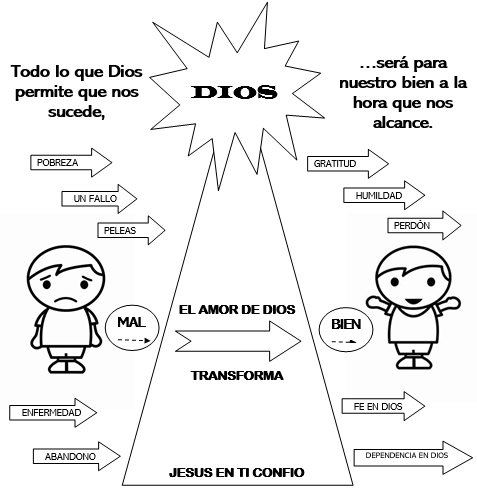 Todo lo que Dios
permite que nos
sucede,
DIOS
…será para
nuestro bien a la
hora que nos
alcance.
POBREZA
UN FALLO
PELEAS
GRATITUD
HUMILDAD
PERDÓN
MAL
EL AMOR DE DIOS
TRANSFORMA
BIEN
ENFERMEDAD
ABANDONO
FE EN DIOS
DEPENDENCIA EN DIOS
JESUS EN TI CONFIO